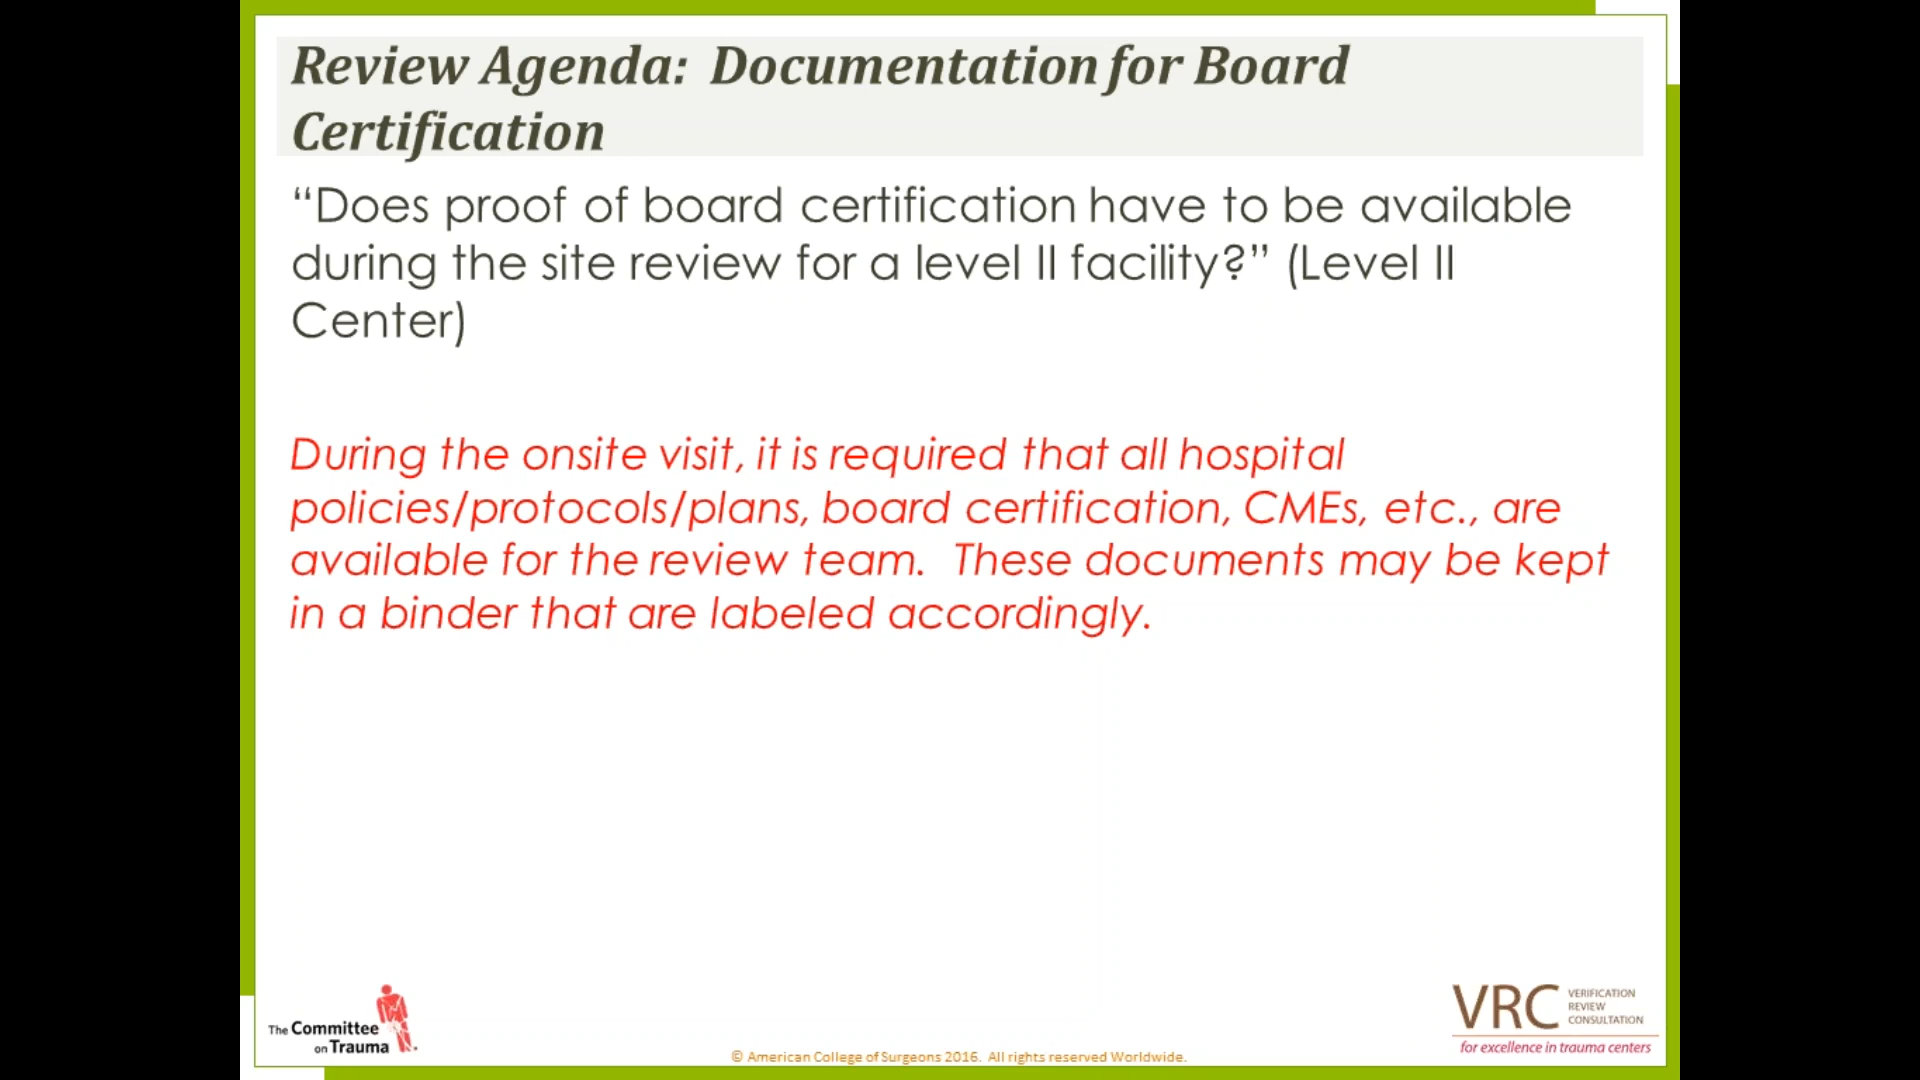 Review Agenda:  Documentation for Board
Certification
“Does proof of board certification have to be available
during the site review for a level II facility?” (Level II
Center)
During the onsite visit, it is required that all hospital
policies/protocols/plans, board certification, CMEs, etc., are
available for the review team.  These documents may be kept
in a binder that are labeled accordingly.
The Committee
on Trauma
© American College of Surgeons 2016.  All rights reserved Worldwide.
VRC
VERIFICATION
REVIEW
CONSULTATION
for excellence in trauma centers